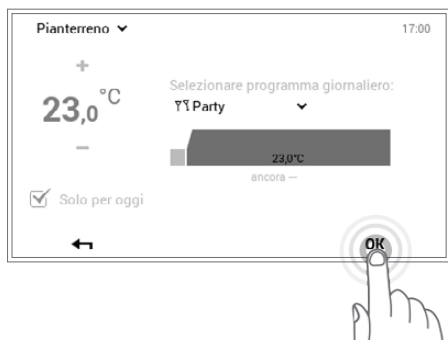 Pianterreno
17:00
+
23,0 °C
–
Selezionare programma giornaliero:
Party
23,0°C
ancora --
Solo per oggi
OK